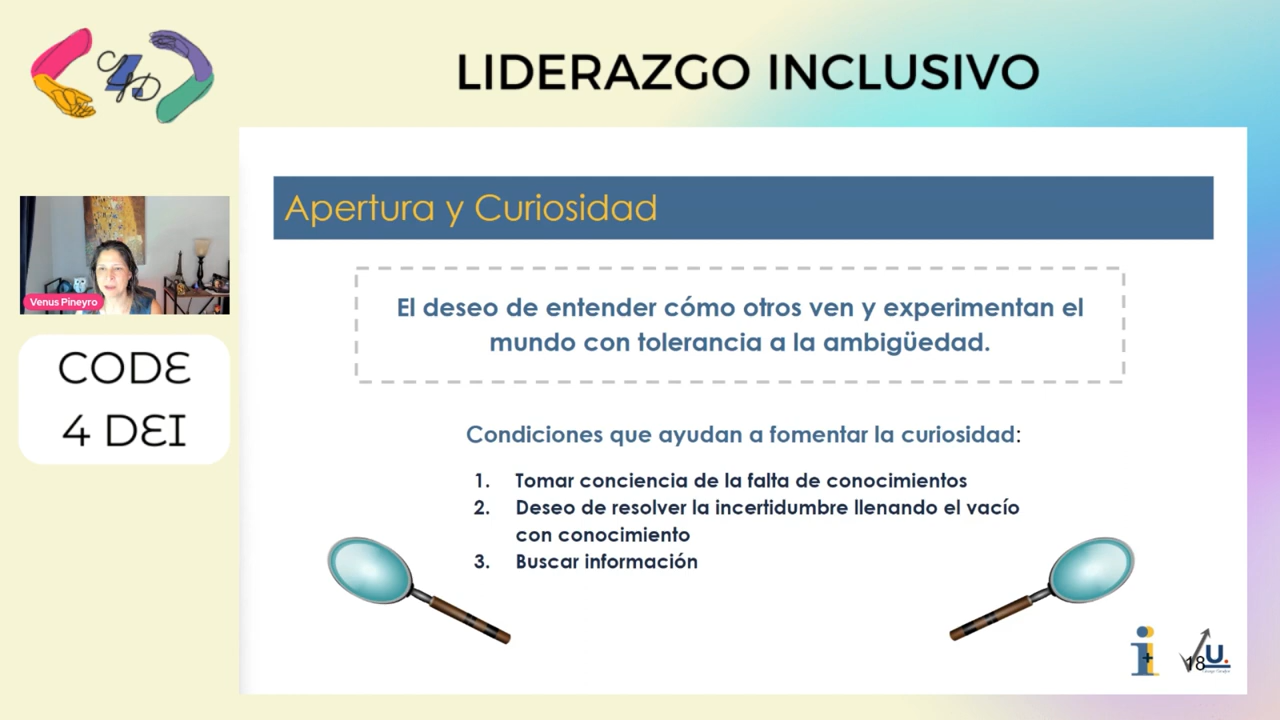 LIDERAZGO INCLUSIVO
Apertura y Curiosidad
Venus Pineyro
CODE
4 DEI
El deseo de entender cómo otros ven y experimentan el
mundo con tolerancia a la ambigüedad.
Condiciones que ayudan a fomentar la curiosidad:
1. Tomar conciencia de la falta de conocimientos
2. Deseo de resolver la incertidumbre llenando el vacío
con conocimiento
3. Buscar información
18
U.